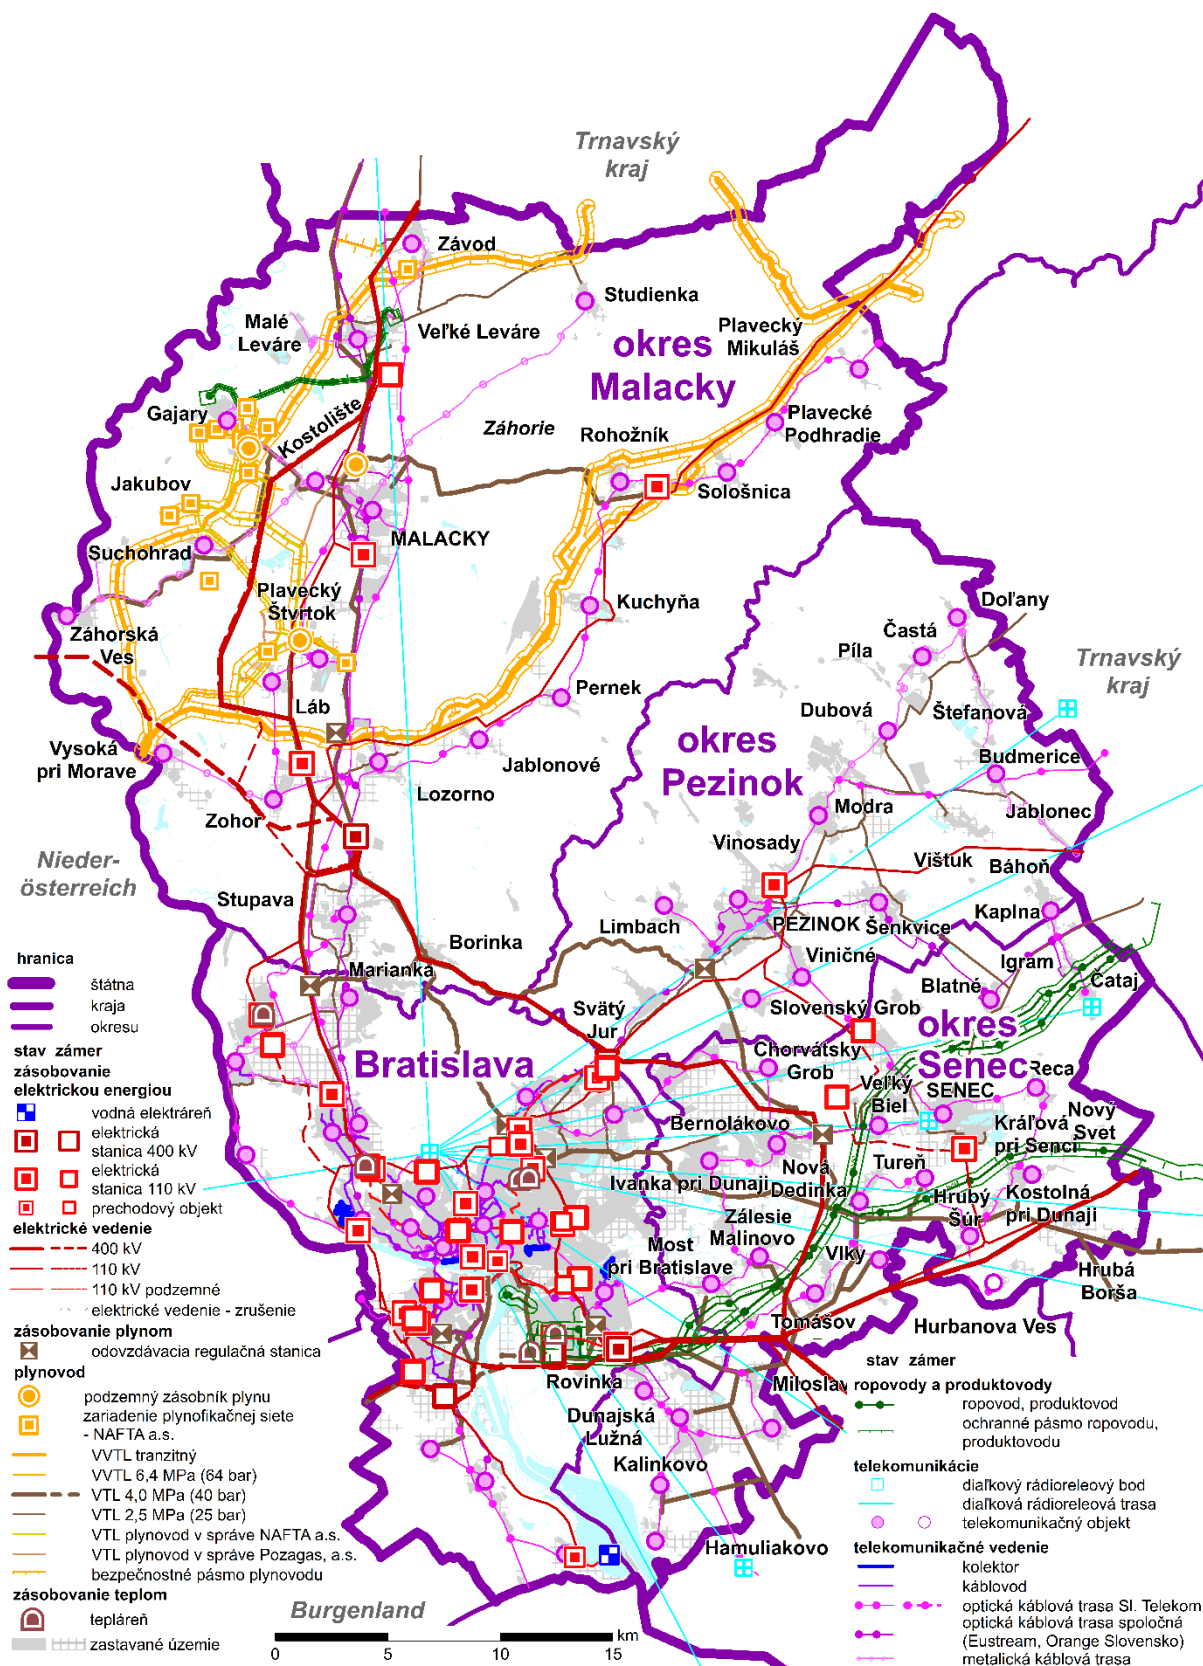 Trnavský
kraj
Závod
Studienka
Malé
Leváre
Veľké Leváre
okres
Malacky
Plavecký
Mikuláš
Gajary
Kostolište
Záhorie
Rohožník
Plavecké
Podhradie
Jakubov
Sološnica
MALACKY
Suchohrad
Plavecký
Štvrtok
Kuchyňa
Doľany
Častá
Píla
Záhorská
Ves
Trnavský
kraj
Pernek
Láb
Dubová
Štefanová
Vysoká
pri Morave
okres
Pezinok
Jablonové
Budmerice
Lozorno
Modra
Jablonec
Zohor
Vinosady
Nieder-
österreich
Vištuk
Báhoň
Stupava
PEZINOK
Šenkvice
Kaplna
Limbach
Borinka
Viničné
Igram
Marianka
Blatné
Čataj
Svätý
Jur
Slovenský Grob
okres
Senec
Bratislava
Chorvátsky
Grob
Reca
Veľký
Biel
SENEC
Nový
Svet
Bernolákovo
Kráľová
pri Senci
Tureň
Ivanka pri Dunaji
Nová
Dedinka
Hrubý
Šúr
Kostolná
pri Dunaji
Zálesie
Malinovo
Most
pri Bratislave
Vlky
Hrubá
Borša
Tomášov
Hurbanova Ves
Rovinka
Miloslav
Dunajská
Lužná
Kalinkovo
Hamuliakovo
Burgenland
hranica
štátna
kraja
okresu
stav zámer
zásobovanie
elektrickou energiou
vodná elektráreň
elektrická
stanica 400 kV
elektrická
stanica 110 kV
prechodový objekt
elektrické vedenie
400 kV
110 kV
110 kV podzemné
elektrické vedenie - zrušenie
zásobovanie plynom
odovzdávacia regulačná stanica
plynovod
podzemný zásobník plynu
zariadenie plynofikačnej siete
- NAFTA a.s.
VVTL tranzitný
VVTL 6,4 MPa (64 bar)
VTL 4,0 MPa (40 bar)
VTL 2,5 MPa (25 bar)
VTL plynovod v správe NAFTA a.s.
VTL plynovod v správe Pozagas, a.s.
bezpečnostné pásmo plynovodu
zásobovanie teplom
tepláreň
zastavané územie
km
0 5 10 15
stav zámer
ropovody a produktovody
ropovod, produktovod
ochranné pásmo ropovodu,
produktovodu
telekomunikácie
diaľkový rádioreleový bod
diaľková rádioreleová trasa
telekomunikačný objekt
telekomunikačné vedenie
kolektor
káblovod
optická káblová trasa Sl. Telekom
optická káblová trasa spoločná
(Eustream, Orange Slovensko)
metalická káblová trasa